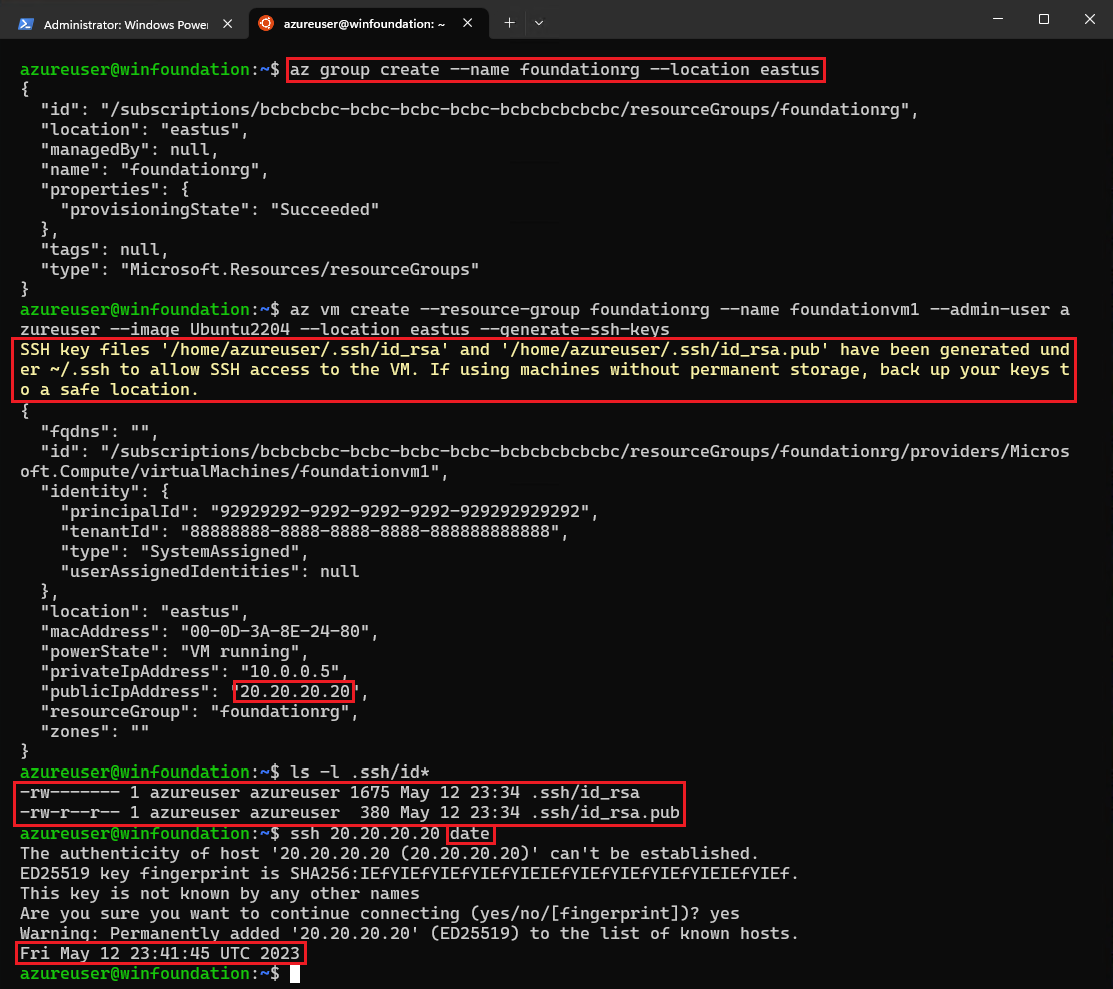 Administrator: Windows Power
azureuser@winfoundation: ~
azureuser@winfoundation:~$ az group create --name foundationrg --location eastus
{
  "id": "/subscriptions/bcbcbcbc-bcbc-bcbc-bcbc-bcbcbcbcbcbc/resourceGroups/foundationrg",
  "location": "eastus",
  "managedBy": null,
  "name": "foundationrg",
  "properties": {
    "provisioningState": "Succeeded"
  },
  "tags": null,
  "type": "Microsoft.Resources/resourceGroups"
}
azureuser@winfoundation:~$ az vm create --resource-group foundationrg --name foundationvm1 --admin-user a
zureuser --image Ubuntu2204 --location eastus --generate-ssh-keys
SSH key files '/home/azureuser/.ssh/id_rsa' and '/home/azureuser/.ssh/id_rsa.pub' have been generated und
er ~/.ssh to allow SSH access to the VM. If using machines without permanent storage, back up your keys t
o a safe location.
{
  "fqdns": "",
  "id": "/subscriptions/bcbcbcbc-bcbc-bcbc-bcbc-bcbcbcbcbcbc/resourceGroups/foundationrg/providers/Micros
oft.Compute/virtualMachines/foundationvm1",
  "identity": {
    "principalId": "92929292-9292-9292-9292-929292929292",
    "tenantId": "88888888-8888-8888-8888-888888888888",
    "type": "SystemAssigned",
    "userAssignedIdentities": null
  },
  "location": "eastus",
  "macAddress": "00-0D-3A-8E-24-80",
  "powerState": "VM running",
  "privateIpAddress": "10.0.0.5",
  "publicIpAddress": "20.20.20.20",
  "resourceGroup": "foundationrg",
  "zones": ""
}
azureuser@winfoundation:~$ ls -l .ssh/id*
-rw------- 1 azureuser azureuser 1675 May 12 23:34 .ssh/id_rsa
-rw-r--r-- 1 azureuser azureuser  380 May 12 23:34 .ssh/id_rsa.pub
azureuser@winfoundation:~$ ssh 20.20.20.20 date
The authenticity of host '20.20.20.20 (20.20.20.20)' can't be established.
ED25519 key fingerprint is SHA256:IEfYIEfYIEfYIEfYIEIEfYIEfYIEfYIEfYIEIEfYIEf.
This key is not known by any other names
Are you sure you want to continue connecting (yes/no/[fingerprint])? yes
Warning: Permanently added '20.20.20.20' (ED25519) to the list of known hosts.
Fri May 12 23:41:45 UTC 2023
azureuser@winfoundation:~$